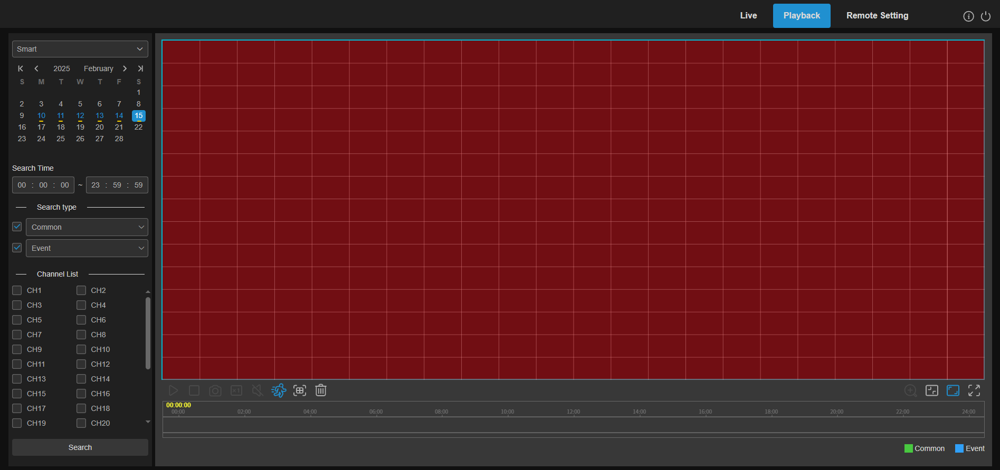 Live Playback Remote Setting
Smart
2025 February
S M T W T F S
1
2 3 4 5 6 7 8
9 10 11 12 13 14 15
16 17 18 19 20 21 22
23 24 25 26 27 28
Search Time
00 : 00 : 00 ~ 23 : 59 : 59
Search type
Common
Event
Channel List
CH1 CH2
CH3 CH4
CH5 CH6
CH7 CH8
CH9 CH10
CH11 CH12
CH13 CH14
CH15 CH16
CH17 CH18
CH19 CH20
Search
x1
00:00:00
00:00 02:00 04:00 06:00 08:00 10:00 12:00 14:00 16:00 18:00 20:00 22:00 24:00
Common Event